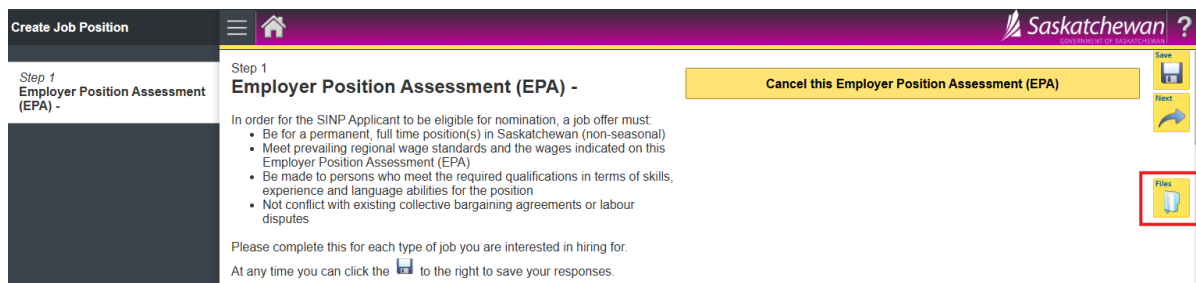 Create Job Position
Saskatchewan ?
GOVERNMENT OF SASKATCHEWAN
Step 1
Employer Position Assessment
(EPA) -
Step 1
Employer Position Assessment (EPA) -
Cancel this Employer Position Assessment (EPA)
Save
Next
Files
In order for the SINP Applicant to be eligible for nomination, a job offer must:
• Be for a permanent, full time position(s) in Saskatchewan (non-seasonal)
• Meet prevailing regional wage standards and the wages indicated on this
Employer Position Assessment (EPA)
• Be made to persons who meet the required qualifications in terms of skills,
experience and language abilities for the position
• Not conflict with existing collective bargaining agreements or labour
disputes
Please complete this for each type of job you are interested in hiring for.
At any time you can click the to the right to save your responses.